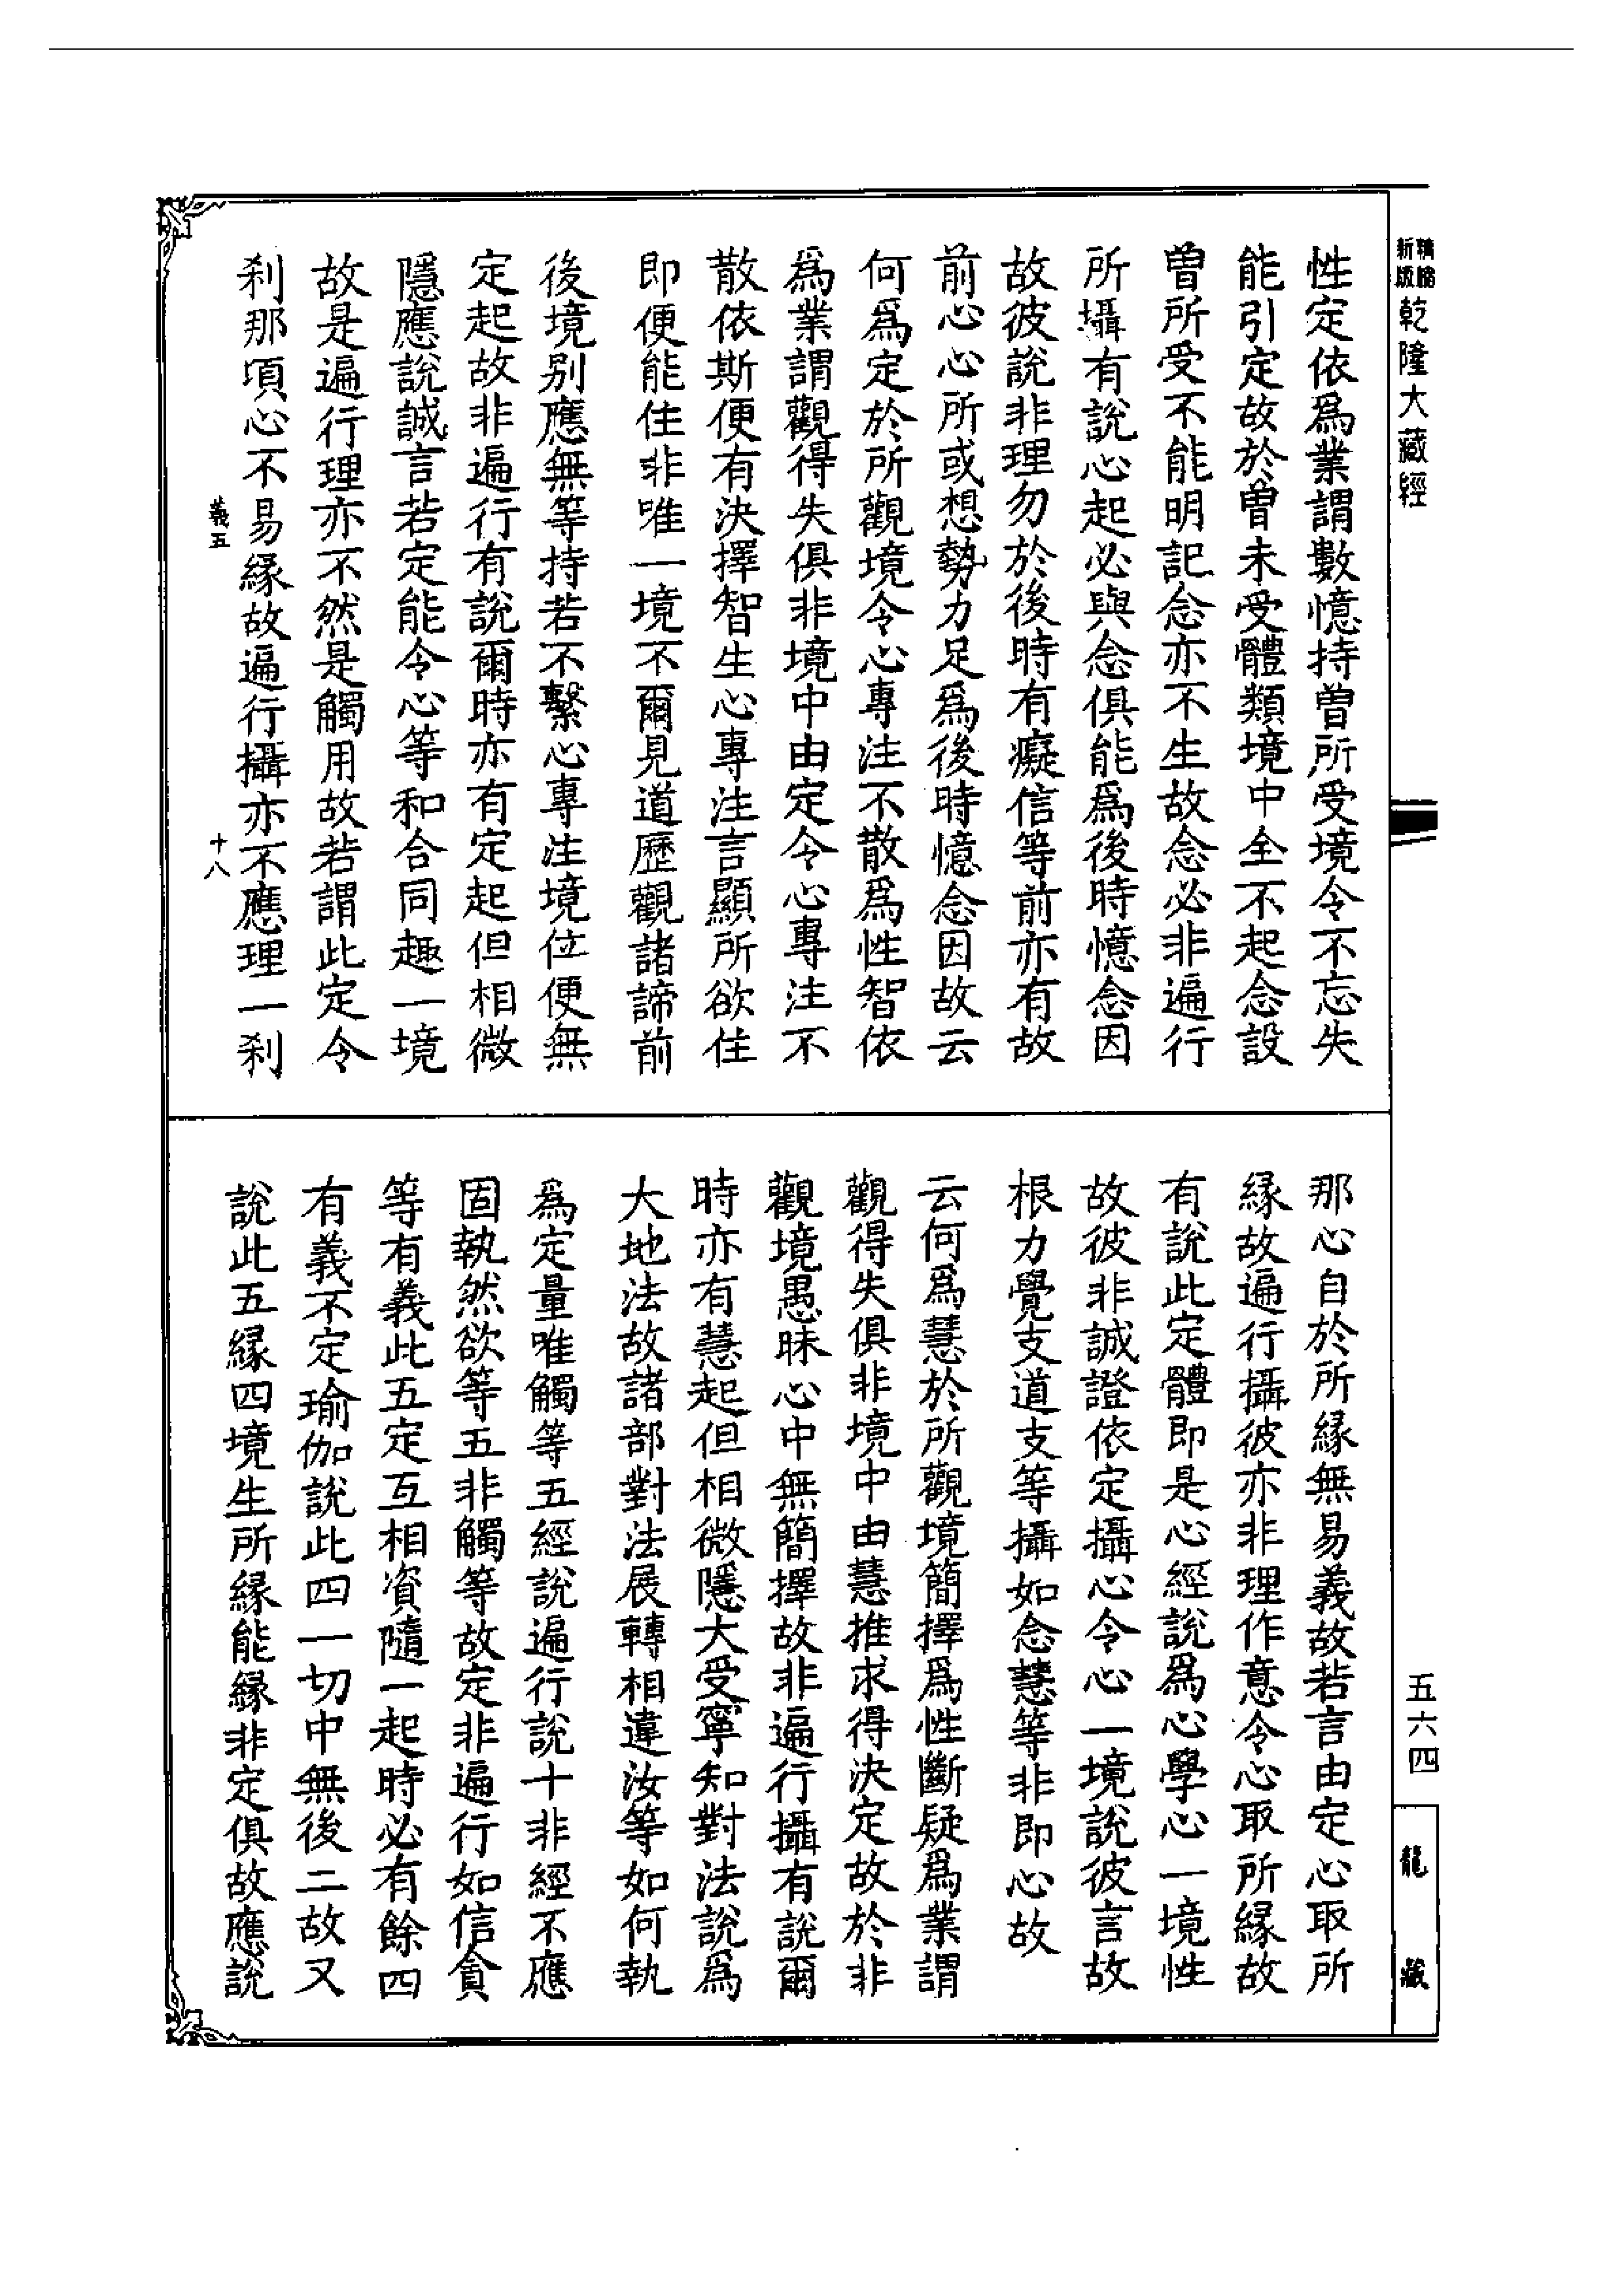 精縮
新版
乾隆大藏經
性定依爲業謂數憶持曾所受境令不忘失
能引定故於曾未受體類境中全不起念設
曾所受不能明記念亦不生故念必非遍行
所攝有說心起必與念俱能爲後時憶念因
故彼說非理勿於後時有癡信等前亦有故
前心心所或想勢力足爲後時憶念因故云
何爲定於所觀境令心專注不散爲性智依
爲業謂觀得失俱非境中由定令心專注不
散依斯便有決擇智生心專注言顯所欲住
即便能住非唯一境不爾見道歷觀諸諦前
後境别應無等持若不繫心專注境位便無
定起故非遍行有說爾時亦有定起但相微
隱應說誠言若定能令心等和合同趣一境
故是遍行理亦不然是觸用故若謂此定令
刹那頃心不易緣故遍行攝亦不應理一刹
義五
十八
那心自於所緣無易義故若言由定心取所
緣故遍行攝彼亦非理作意令心取所緣故
有說此定體即是心經說爲心學心一境性
故彼非誠證依定攝心令心一境說彼言故
根力覺支道支等攝如念慧等非即心故
云何爲慧於所觀境簡擇爲性斷疑爲業謂
觀得失俱非境中由慧推求得決定故於非
觀境愚昧心中無簡擇故非遍行攝有說爾
時亦有慧起但相微隱大受寧知對法說爲
大地法故諸部對法展轉相違汝等如何執
爲定量唯觸等五經說遍行說十非經不應
固執然欲等五非觸等故定非遍行如信貪
等有義此五定互相資隨一起時必有餘四
有義不定瑜伽說此四一切中無後二故又
說此五緣四境生所緣能緣非定俱故應說
五六四
龍藏